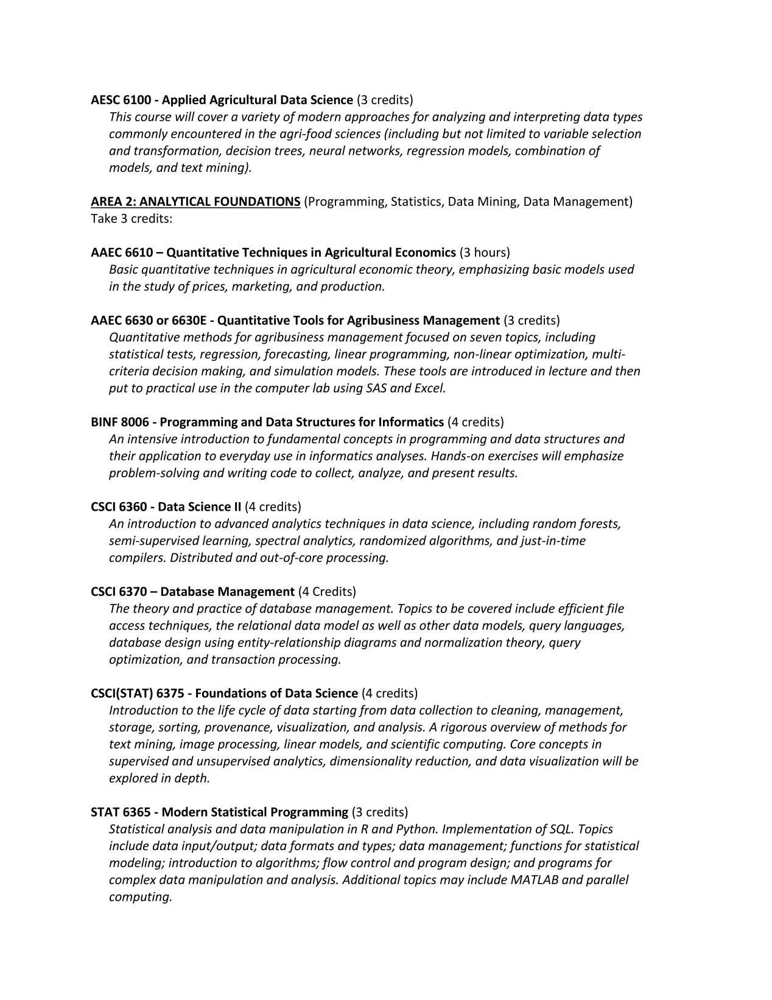 AESC 6100 - Applied Agricultural Data Science (3 credits)
This course will cover a variety of modern approaches for analyzing and interpreting data types
commonly encountered in the agri-food sciences (including but not limited to variable selection
and transformation, decision trees, neural networks, regression models, combination of
models, and text mining).
AREA 2: ANALYTICAL FOUNDATIONS (Programming, Statistics, Data Mining, Data Management)
Take 3 credits:
AAEC 6610 – Quantitative Techniques in Agricultural Economics (3 hours)
Basic quantitative techniques in agricultural economic theory, emphasizing basic models used
in the study of prices, marketing, and production.
AAEC 6630 or 6630E - Quantitative Tools for Agribusiness Management (3 credits)
Quantitative methods for agribusiness management focused on seven topics, including
statistical tests, regression, forecasting, linear programming, non-linear optimization, multi-
criteria decision making, and simulation models. These tools are introduced in lecture and then
put to practical use in the computer lab using SAS and Excel.
BINF 8006 - Programming and Data Structures for Informatics (4 credits)
An intensive introduction to fundamental concepts in programming and data structures and
their application to everyday use in informatics analyses. Hands-on exercises will emphasize
problem-solving and writing code to collect, analyze, and present results.
CSCI 6360 - Data Science II (4 credits)
An introduction to advanced analytics techniques in data science, including random forests,
semi-supervised learning, spectral analytics, randomized algorithms, and just-in-time
compilers. Distributed and out-of-core processing.
CSCI 6370 – Database Management (4 Credits)
The theory and practice of database management. Topics to be covered include efficient file
access techniques, the relational data model as well as other data models, query languages,
database design using entity-relationship diagrams and normalization theory, query
optimization, and transaction processing.
CSCI(STAT) 6375 - Foundations of Data Science (4 credits)
Introduction to the life cycle of data starting from data collection to cleaning, management,
storage, sorting, provenance, visualization, and analysis. A rigorous overview of methods for
text mining, image processing, linear models, and scientific computing. Core concepts in
supervised and unsupervised analytics, dimensionality reduction, and data visualization will be
explored in depth.
STAT 6365 - Modern Statistical Programming (3 credits)
Statistical analysis and data manipulation in R and Python. Implementation of SQL. Topics
include data input/output; data formats and types; data management; functions for statistical
modeling; introduction to algorithms; flow control and program design; and programs for
complex data manipulation and analysis. Additional topics may include MATLAB and parallel
computing.